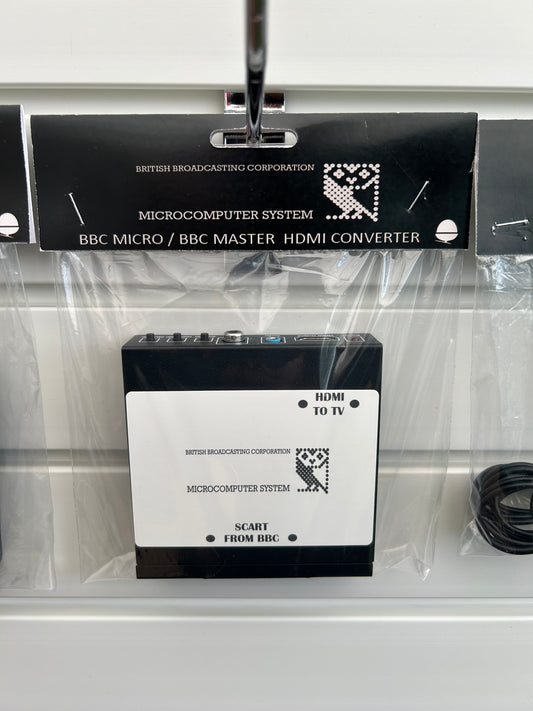 BRITISH BROADCASTING CORPORATION
MICROCOMPUTER SYSTEM
BBC MICRO / BBC MASTER HDMI CONVERTER
HDMI
TO TV
BRITISH BROADCASTING CORPORATION
MICROCOMPUTER SYSTEM
SCART
FROM BBC